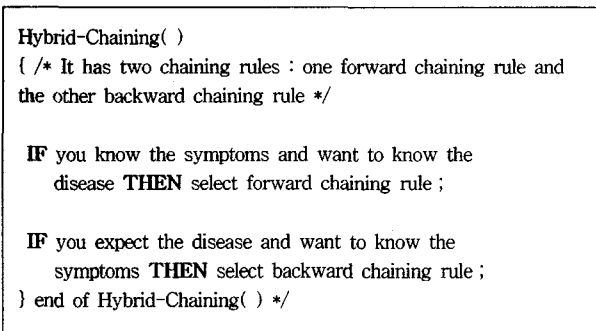 Hybrid-Chaining( )
{ /* It has two chaining rules : one forward chaining rule and
the other backward chaining rule */
IF you know the symptoms and want to know the
disease THEN select forward chaining rule ;
IF you expect the disease and want to know the
symptoms THEN select backward chaining rule ;
} end of Hybrid-Chaining( ) */